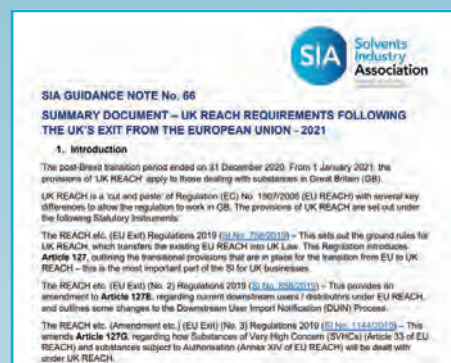 SIA
Solvents
Industry
Association
SIA GUIDANCE NOTE No. 66
SUMMARY DOCUMENT – UK REACH REQUIREMENTS FOLLOWING
THE UK'S EXIT FROM THE EUROPEAN UNION - 2021
1. Introduction
The post-Brexit transition period ended on 31 December 2020. From 1 January 2021, the
provisions of 'UK REACH' apply to those dealing with substances in Great Britain (GB).
UK REACH is a 'cut and paste' of Regulation (EC) No. 1907/2006 (EU REACH) with several key
differences to allow the regulation to work in GB. The provisions of UK REACH are set out under
the following Statutory Instruments:
The REACH etc. (EU Exit) Regulations 2019 (SI No. 758/2019) – This sets out the ground rules for
UK REACH, which transfers the existing EU REACH into UK Law. This Regulation introduces
Article 127, outlining the transitional provisions that are in place for the transition from EU to UK
REACH – this is the most important part of the SI for UK businesses.
The REACH etc. (EU Exit) (No. 2) Regulations 2019 (SI No. 858/2019) – This provides an
amendment to Article 127E, regarding current downstream users / distributors under EU REACH,
and outlines some changes to the Downstream User Import Notification (DUIN) Process.
The REACH etc. (Amendment etc.) (EU Exit) (No. 3) Regulations 2019 (SI No. 1144/2019) – This
amends Article 127G, regarding how Substances of Very High Concern (SVHCs) (Article 33 of EU
REACH) and substances subject to Authorisation (Annex XIV of EU REACH) will be dealt with
under UK REACH.